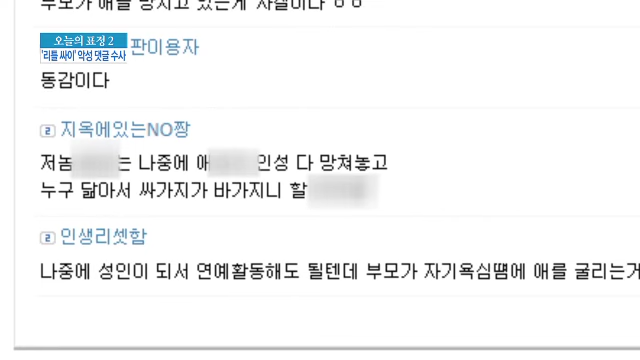 부모가 애를 망치고 있는게 사실이다 ㅇㅇ
오늘의 표정 2
'리틀 싸이' 악성 댓글 수사
판이용자
동감이다
2 지옥에있는NO짱
저놈 는 나중에 애 인성 다 망쳐놓고
누구 닮아서 싸가지가 바가지니 할
2 인생리셋함
나중에 성인이 되서 연예활동해도 될텐데 부모가 자기욕심땜에 애를 굴리는거